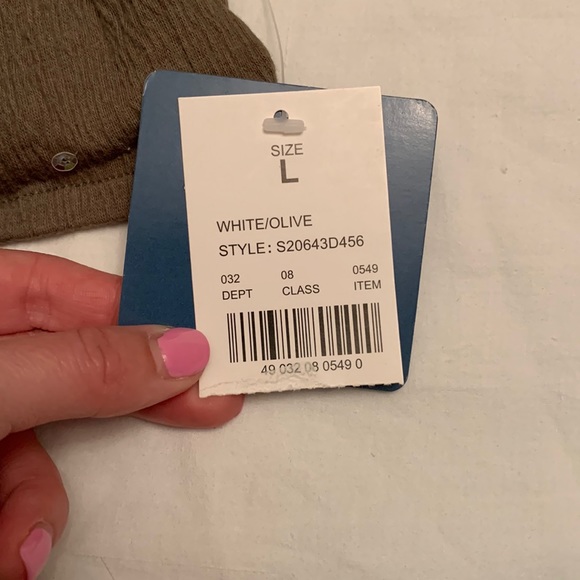 SIZE
L
WHITE/OLIVE
STYLE: S20643D456
032 08 0549
DEPT CLASS ITEM
49 032 08 0549 0